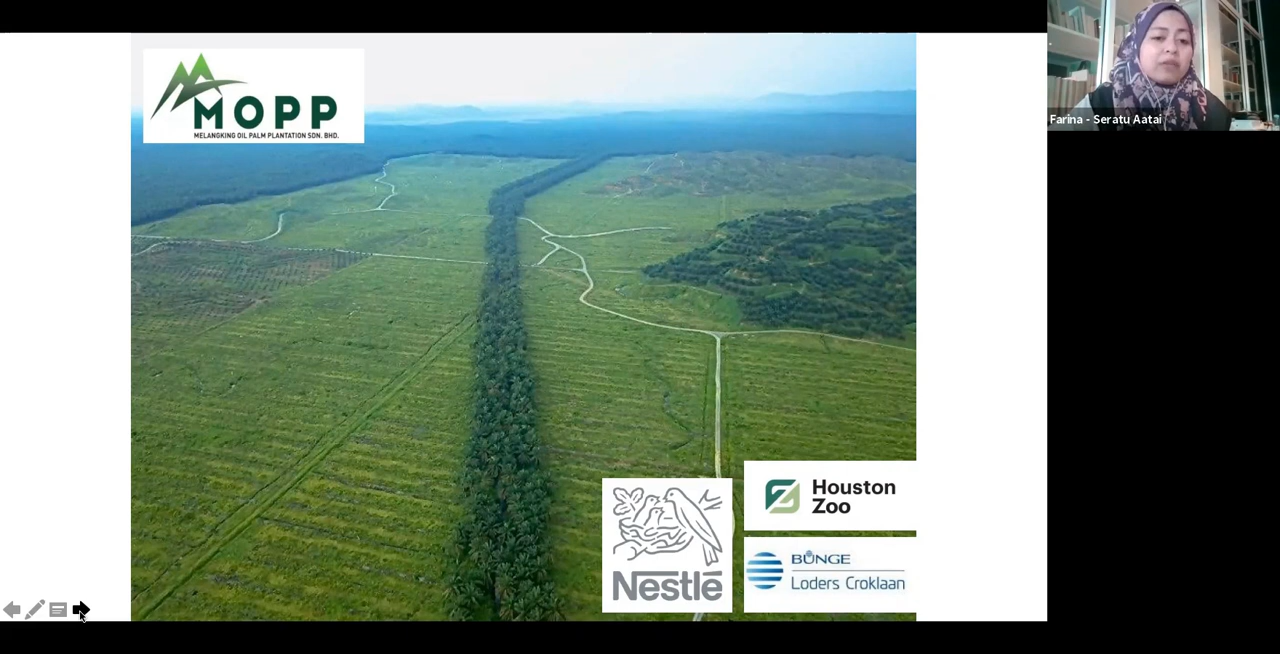 MOPP
MELANGKING OIL PALM PLANTATION SDN. BHD.
Farina - Seratu Aatai
Houston
Zoo
Nestlé
BUNGE
Loders Croklaan